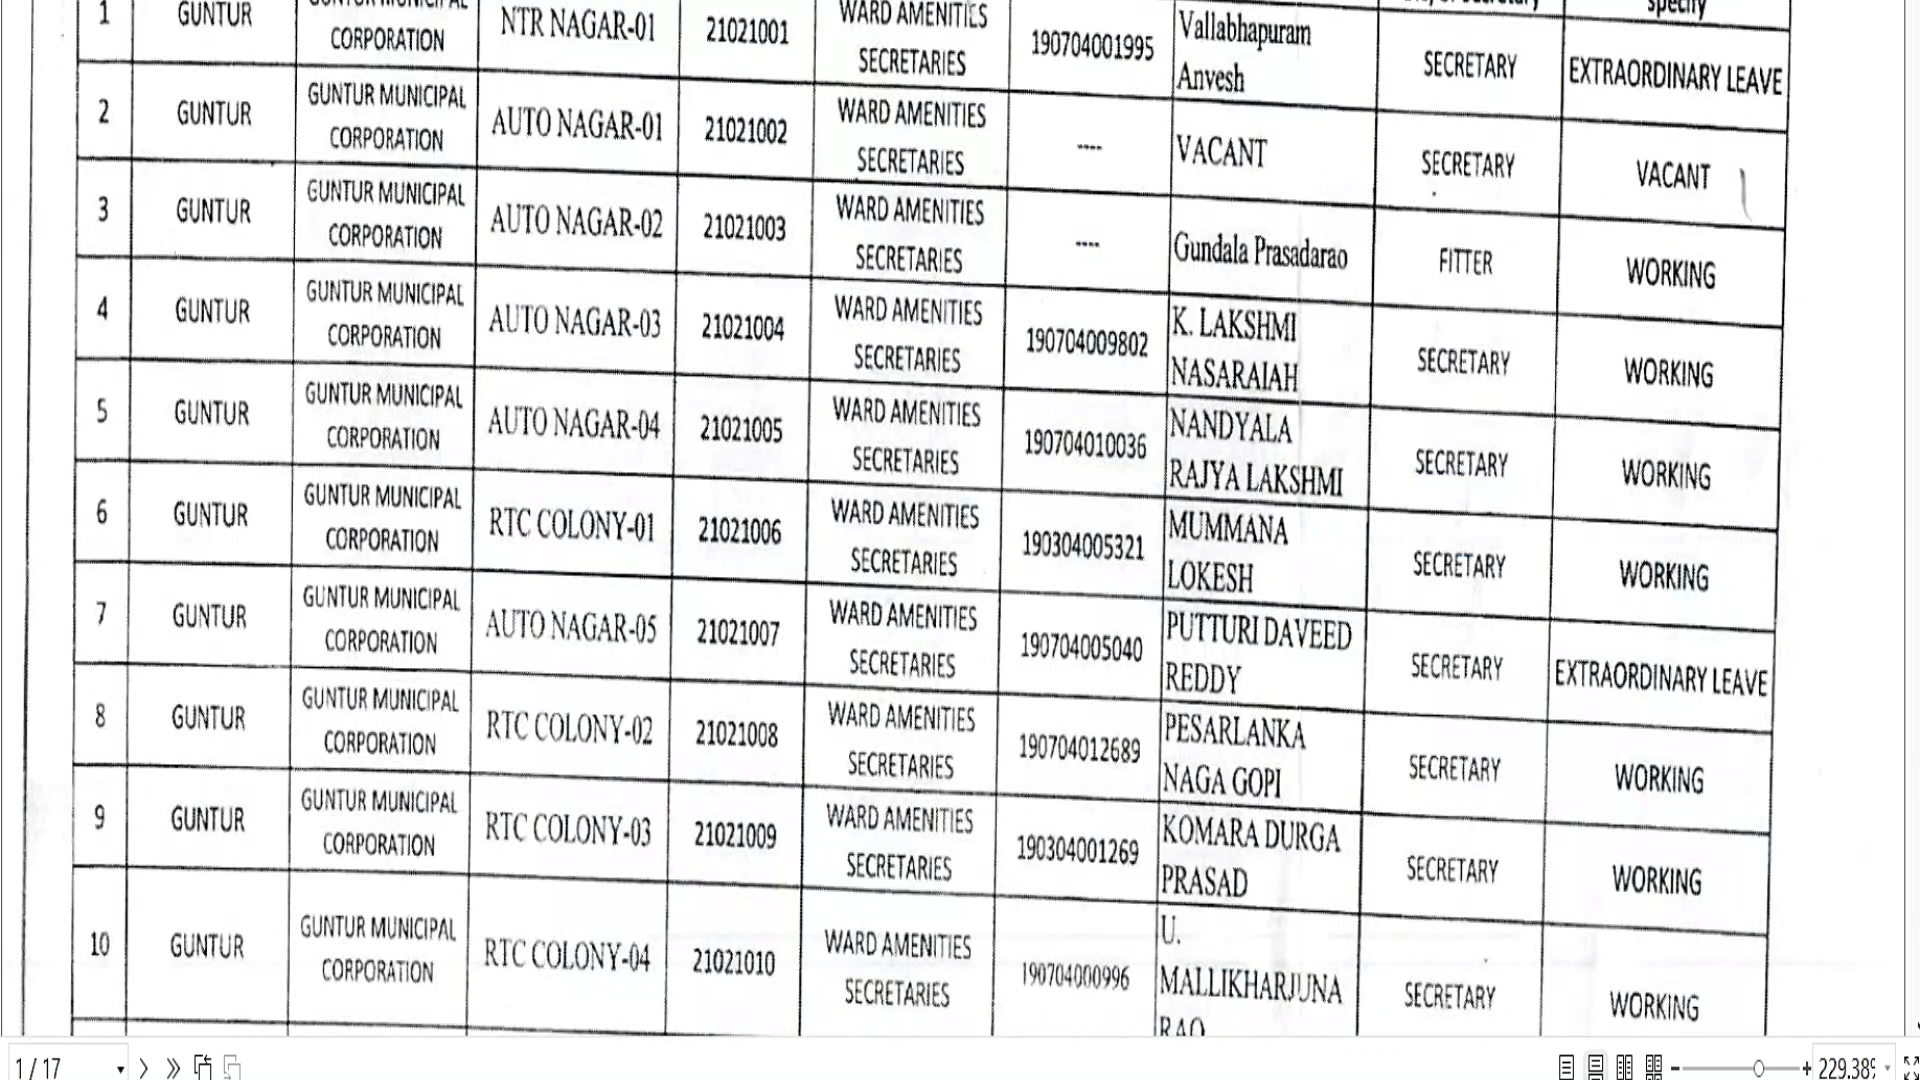 specify
1 GUNTUR CORPORATION NTR NAGAR-01 21021001 WARD AMENITIES SECRETARIES 190704001995 Vallabhapuram Anvesh SECRETARY EXTRAORDINARY LEAVE
2 GUNTUR GUNTUR MUNICIPAL CORPORATION AUTO NAGAR-01 21021002 WARD AMENITIES SECRETARIES ---- VACANT SECRETARY VACANT
3 GUNTUR GUNTUR MUNICIPAL CORPORATION AUTO NAGAR-02 21021003 WARD AMENITIES SECRETARIES ---- Gundala Prasadarao FITTER WORKING
4 GUNTUR GUNTUR MUNICIPAL CORPORATION AUTO NAGAR-03 21021004 WARD AMENITIES SECRETARIES 190704009802 K. LAKSHMI NASARAIAH SECRETARY WORKING
5 GUNTUR GUNTUR MUNICIPAL CORPORATION AUTO NAGAR-04 21021005 WARD AMENITIES SECRETARIES 190704010036 NANDYALA RAJYA LAKSHMI SECRETARY WORKING
6 GUNTUR GUNTUR MUNICIPAL CORPORATION RTC COLONY-01 21021006 WARD AMENITIES SECRETARIES 190304005321 MUMMANA LOKESH SECRETARY WORKING
7 GUNTUR GUNTUR MUNICIPAL CORPORATION AUTO NAGAR-05 21021007 WARD AMENITIES SECRETARIES 190704005040 PUTTURI DAVEED REDDY SECRETARY EXTRAORDINARY LEAVE
8 GUNTUR GUNTUR MUNICIPAL CORPORATION RTC COLONY-02 21021008 WARD AMENITIES SECRETARIES 190704012689 PESARLANKA NAGA GOPI SECRETARY WORKING
9 GUNTUR GUNTUR MUNICIPAL CORPORATION RTC COLONY-03 21021009 WARD AMENITIES SECRETARIES 190304001269 KOMARA DURGA PRASAD SECRETARY WORKING
10 GUNTUR GUNTUR MUNICIPAL CORPORATION RTC COLONY-04 21021010 WARD AMENITIES SECRETARIES 190704000996 U. MALLIKHARJUNA RAO SECRETARY WORKING
1 / 17 229.38%